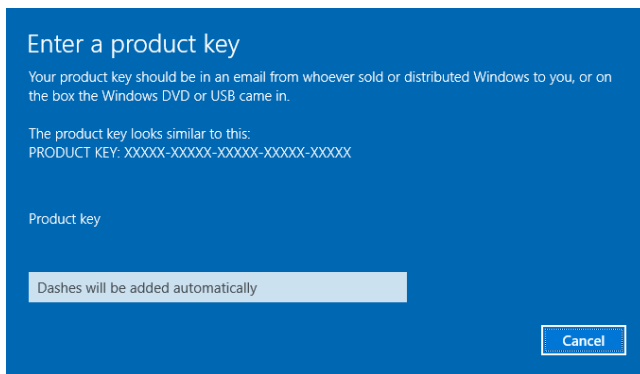 Enter a product key
Your product key should be in an email from whoever sold or distributed Windows to you, or on
the box the Windows DVD or USB came in.
The product key looks similar to this:
PRODUCT KEY: XXXXX-XXXXX-XXXXX-XXXXX-XXXXX
Product key
Dashes will be added automatically
Cancel